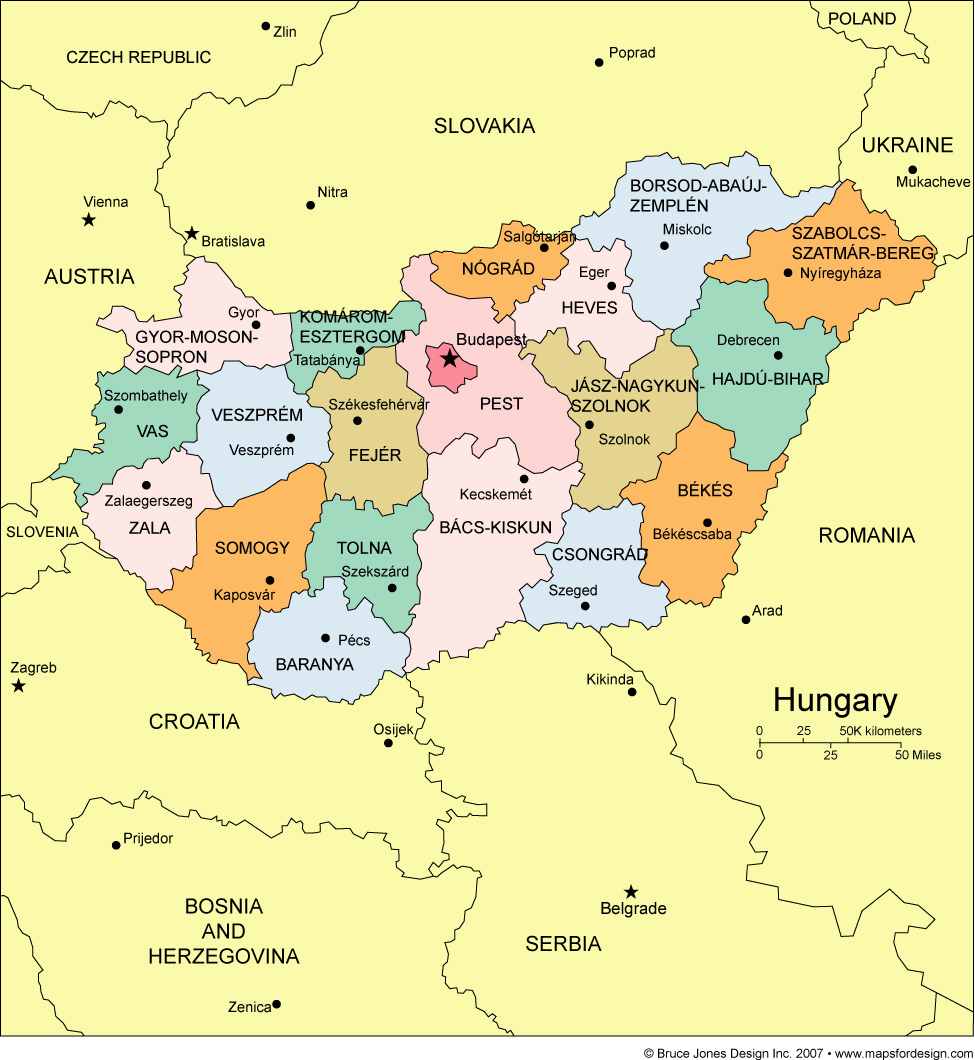 POLAND
Zlin
CZECH REPUBLIC
Poprad
SLOVAKIA
UKRAINE
Mukacheve
Nitra
Vienna
Bratislava
AUSTRIA
BORSOD-ABAÚJ-
ZEMPLÉN
Miskolc
SZABOLCS-
SZATMÁR-BEREG
Nyíregyháza
Salgótarján
NÓGRÁD
Eger
HEVES
Gyor
GYOR-MOSON-
SOPRON
KOMÁROM-
ESZTERGOM
Tatabánya
Budapest
PEST
Debrecen
HAJDÚ-BIHAR
JÁSZ-NAGYKUN-
SZOLNOK
Szolnok
Szombathely
VAS
VESZPRÉM
Veszprém
Székesfehérvár
FEJÉR
Zalaegerszeg
ZALA
Kecskemét
BÁCS-KISKUN
BÉKÉS
Békéscsaba
SLOVENIA
SOMOGY
Kaposvár
TOLNA
Szekszárd
CSONGRÁD
Szeged
ROMANIA
Arad
Pécs
BARANYA
Zagreb
CROATIA
Osijek
Kikinda
Hungary
0 25 50K kilometers
0 25 50 Miles
Prijedor
BOSNIA
AND
HERZEGOVINA
Zenica
Belgrade
SERBIA
© Bruce Jones Design Inc. 2007 • www.mapsfordesign.com